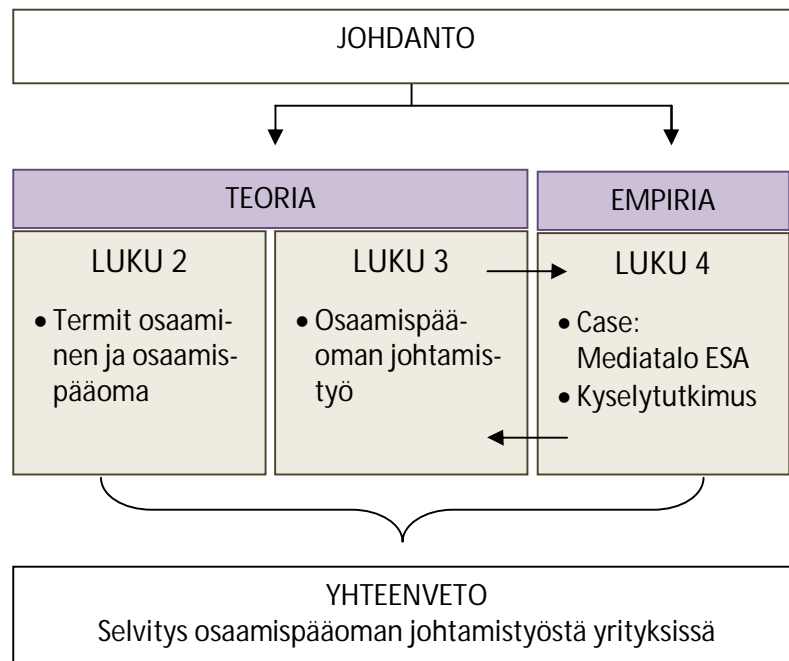 JOHDANTO
TEORIA
EMPIRIA
LUKU 2
• Termit osaami-
nen ja osaamis-
pääoma
LUKU 3
• Osaamispää-
oman johtamis-
työ
LUKU 4
• Case:
Mediatalo ESA
• Kyselytutkimus
YHTEENVETO
Selvitys osaamispääoman johtamistyöstä yrityksissä